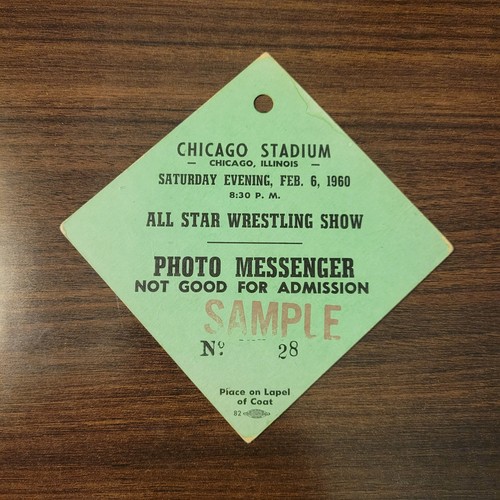 CHICAGO STADIUM
— CHICAGO, ILLINOIS —
SATURDAY EVENING, FEB. 6, 1960
8:30 P. M.
ALL STAR WRESTLING SHOW
PHOTO MESSENGER
NOT GOOD FOR ADMISSION
SAMPLE
Nº 28
Place on Lapel
of Coat
82